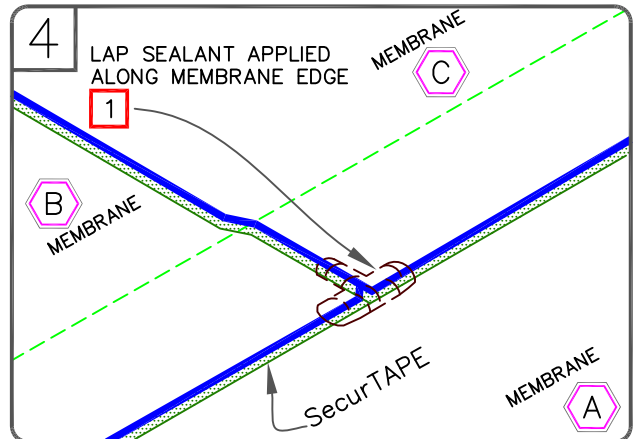 4
LAP SEALANT APPLIED
ALONG MEMBRANE EDGE
1
MEMBRANE
C
B
MEMBRANE
SecurTAPE
MEMBRANE
A